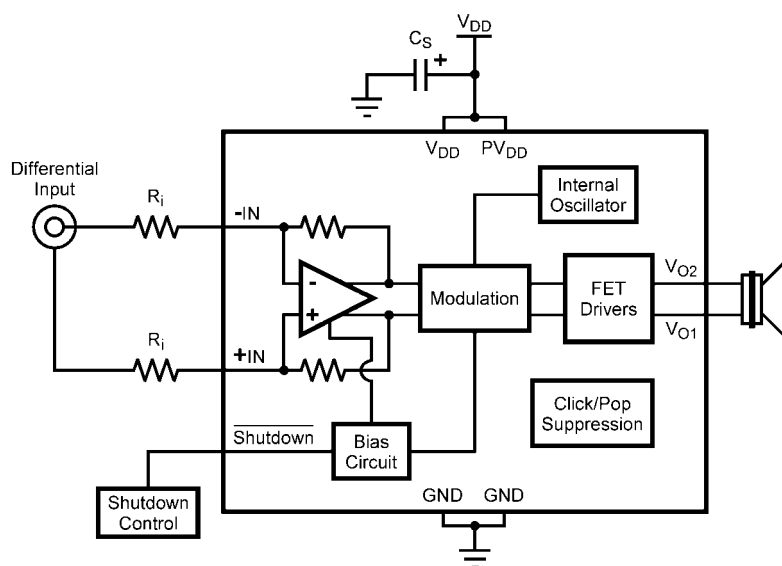 V_DD
C_S
+
V_DD PV_DD
Differential
Input
R_i
-IN
Internal
Oscillator
-
+
Modulation
FET
Drivers
V_O2
V_O1
R_i
+IN
Click/Pop
Suppression
Shutdown
Bias
Circuit
Shutdown
Control
GND GND